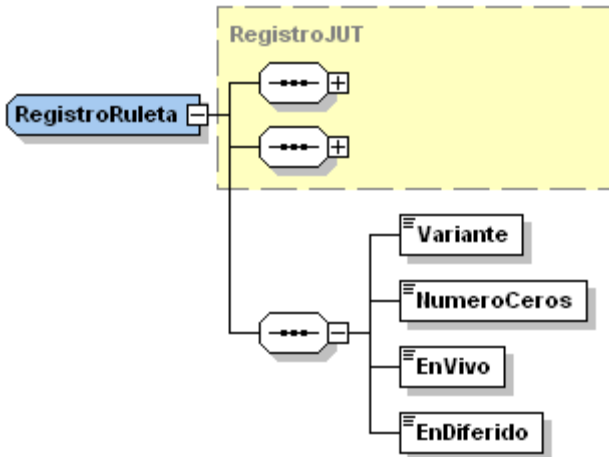 RegistroJUT
RegistroRuleta
Variante
NumeroCeros
EnVivo
EnDiferido